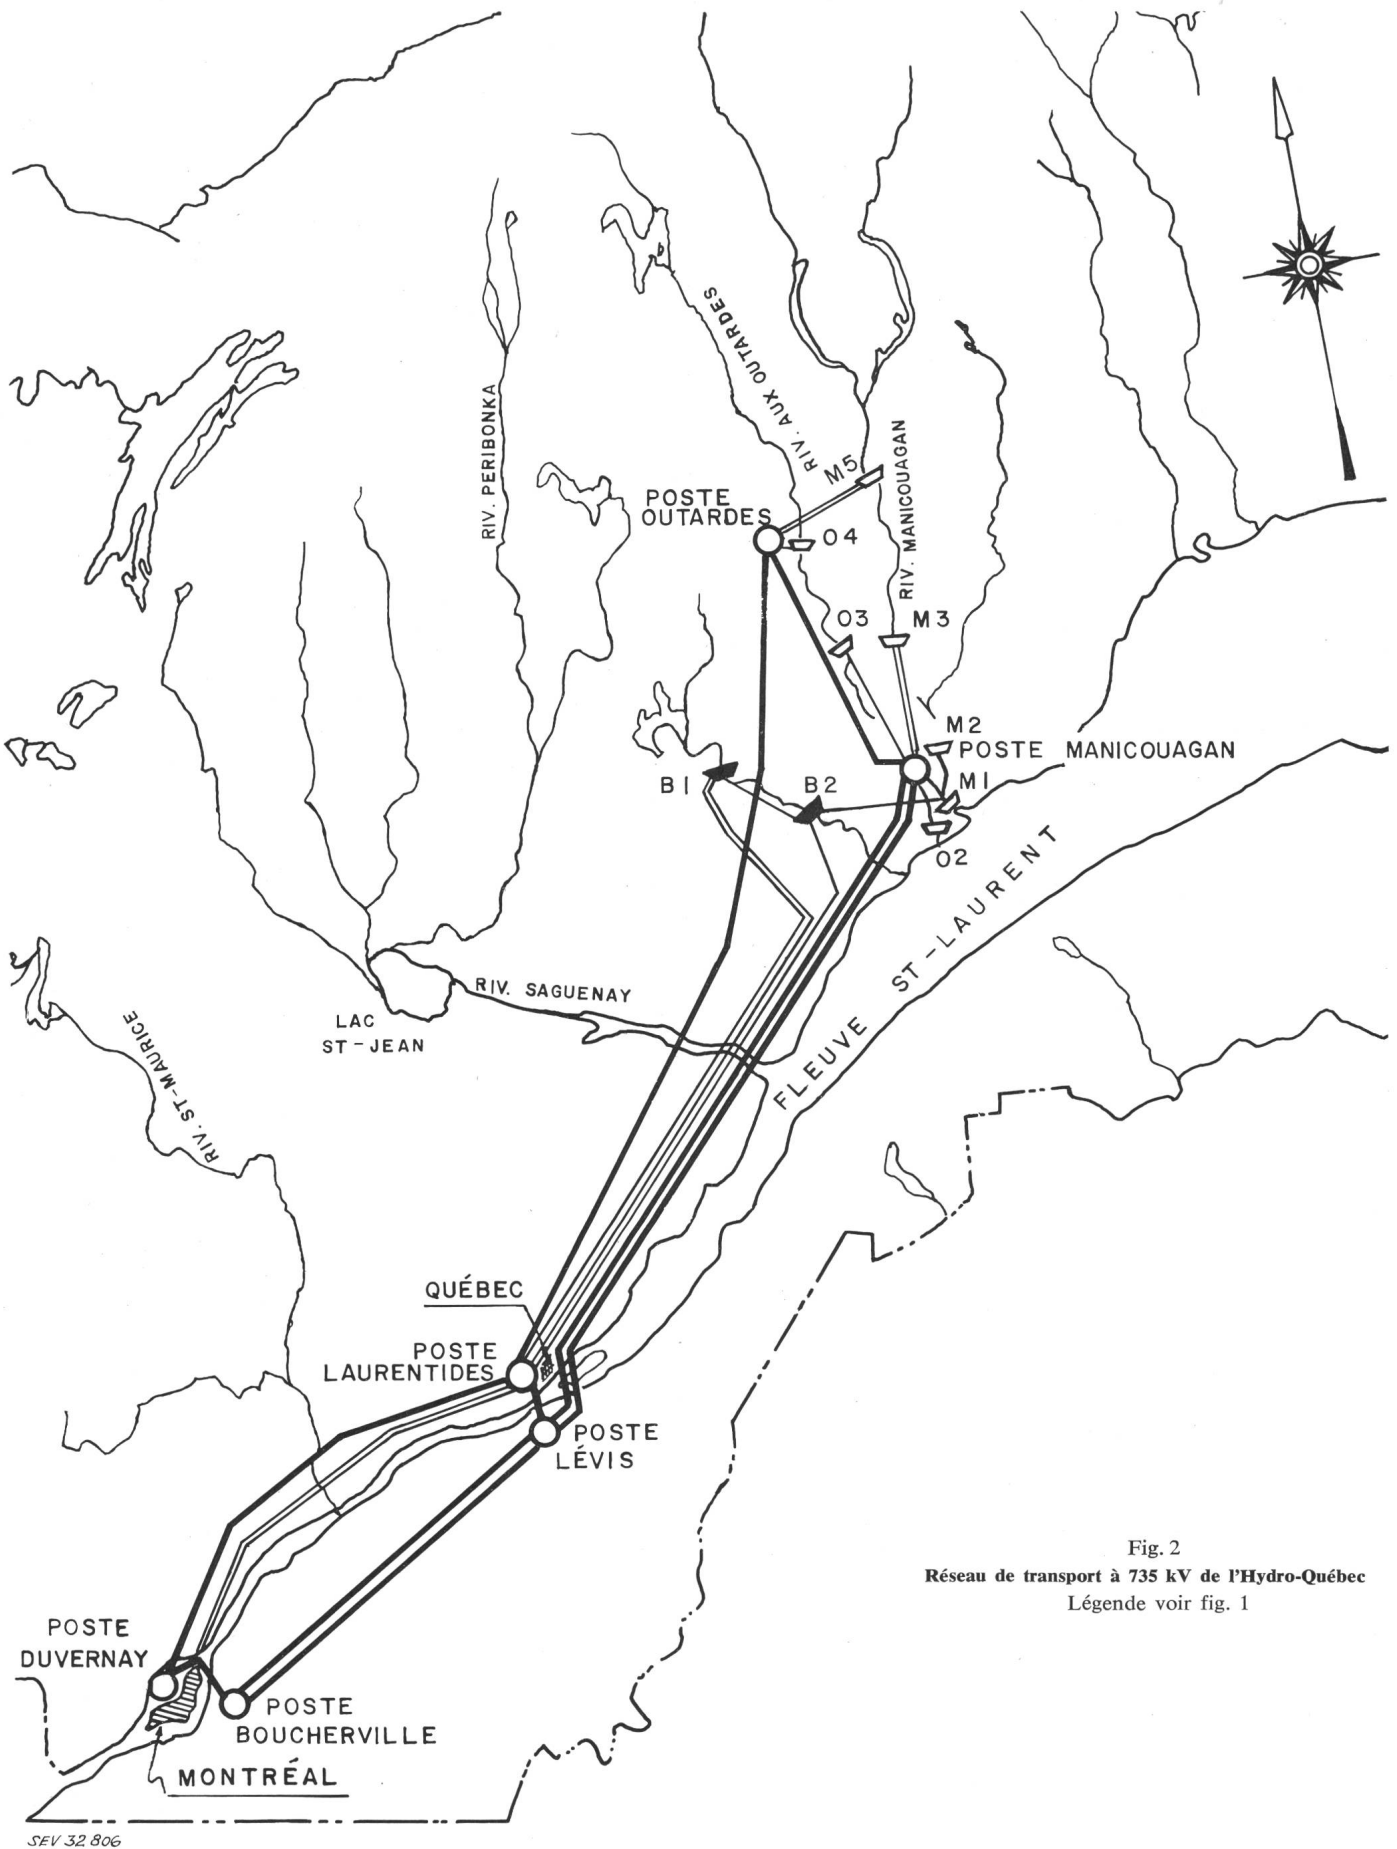 RIV. AUX OUTARDES
RIV. PERIBONKA
RIV. MANICOUAGAN
M5
POSTE
OUTARDES
O4
O3
M3
M2
POSTE MANICOUAGAN
M1
B1
B2
O2
FLEUVE ST-LAURENT
RIV. SAGUENAY
LAC
ST-JEAN
RIV. ST-MAURICE
QUÉBEC
POSTE
LAURENTIDES
POSTE
LÉVIS
Fig. 2
Réseau de transport à 735 kV de l'Hydro-Québec
Légende voir fig. 1
POSTE
DUVERNAY
POSTE
BOUCHERVILLE
MONTRÉAL
SEV 32 806